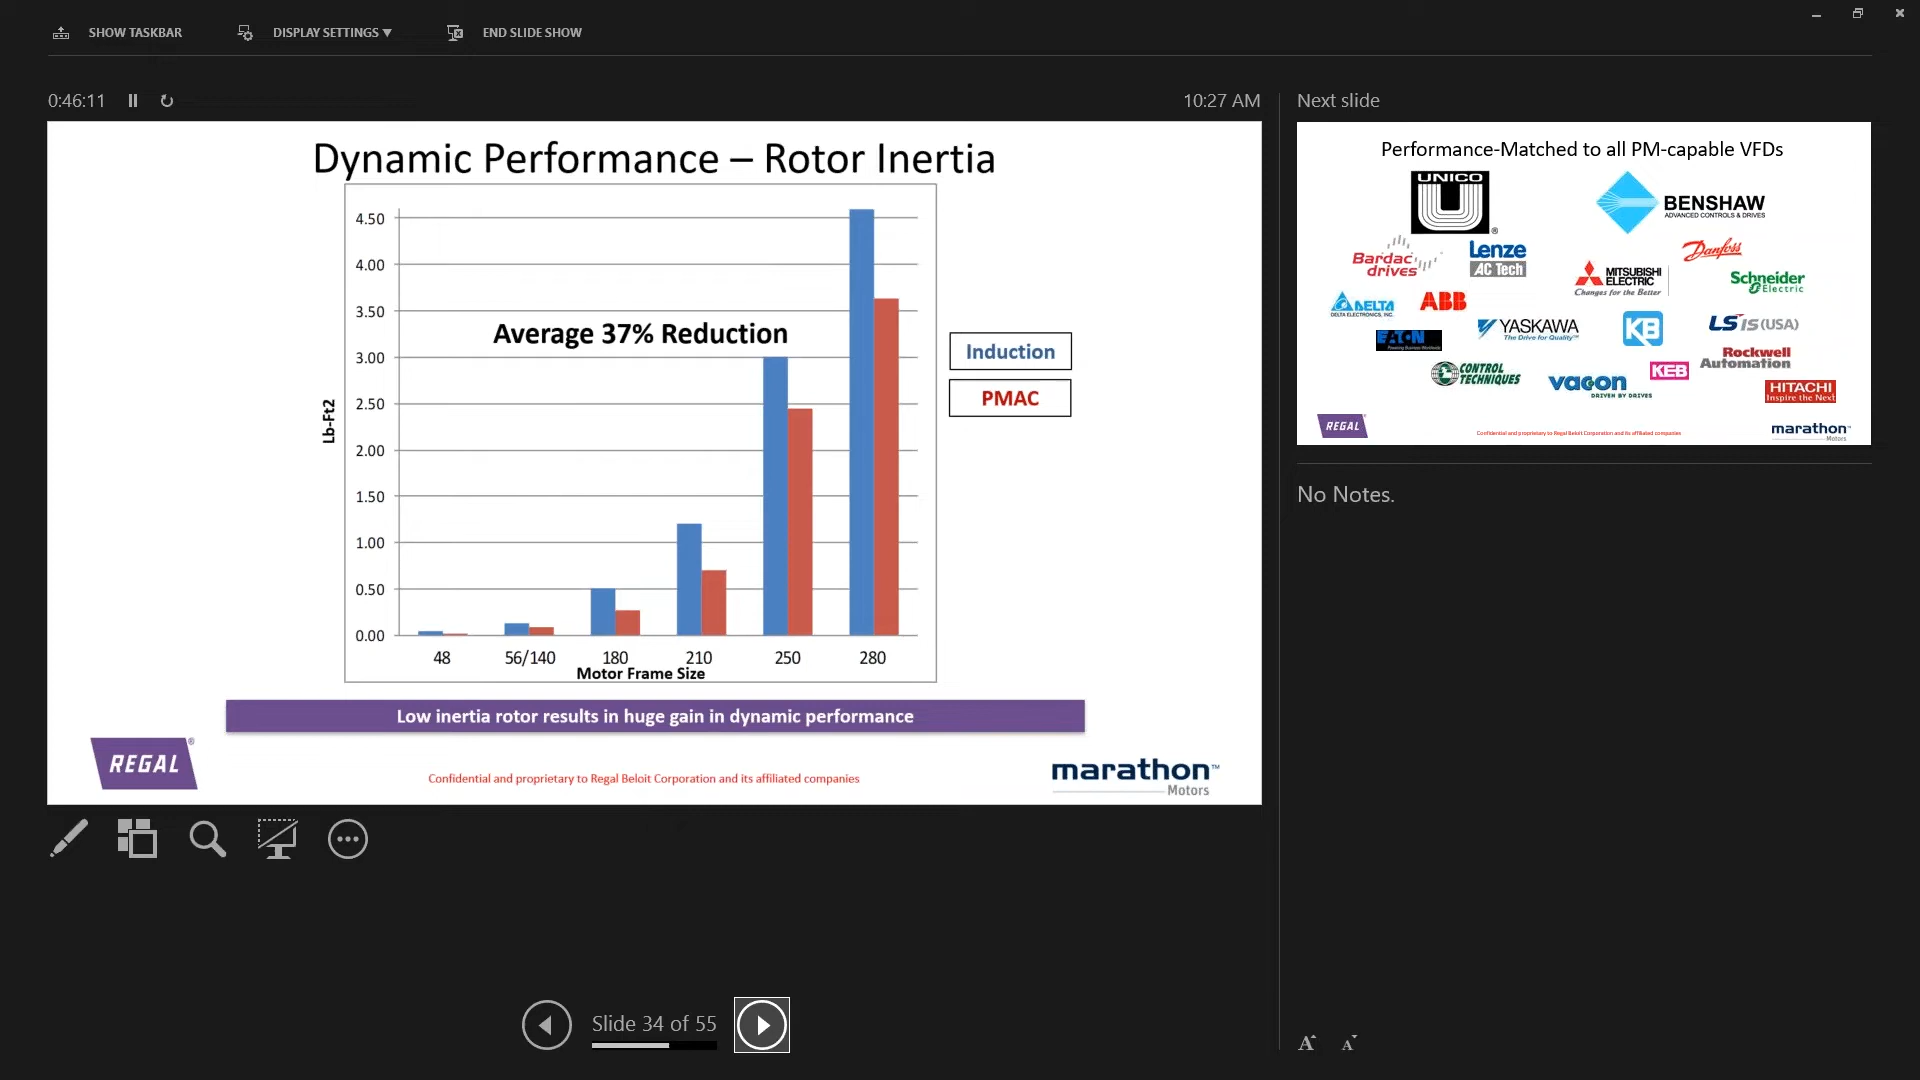 SHOW TASKBAR
DISPLAY SETTINGS ▼
END SLIDE SHOW
0:46:11
10:27 AM
Next slide
Dynamic Performance – Rotor Inertia
4.50
4.00
3.50
3.00
2.50
2.00
1.50
1.00
0.50
0.00
Lb-Ft2
Average 37% Reduction
48 56/140 180 210 250 280
Motor Frame Size
Induction
PMAC
Low inertia rotor results in huge gain in dynamic performance
REGAL®
Confidential and proprietary to Regal Beloit Corporation and its affiliated companies
marathon™
Motors
Performance-Matched to all PM-capable VFDs
UNICO
®
BENSHAW
ADVANCED CONTROLS & DRIVES
Bardac
drives
Lenze
AC Tech
MITSUBISHI
ELECTRIC
Changes for the Better
Danfoss
Schneider
Electric
DELTA
DELTA ELECTRONICS, INC.
ABB
EATON
Powering Business Worldwide
YASKAWA
The Drive for Quality™
KB
LS IS (USA)
CONTROL
TECHNIQUES
VACON
DRIVEN BY DRIVES
KEB
Rockwell
Automation
HITACHI
Inspire the Next
REGAL
Confidential and proprietary to Regal Beloit Corporation and its affiliated companies
marathon™
Motors
No Notes.
Slide 34 of 55
A A